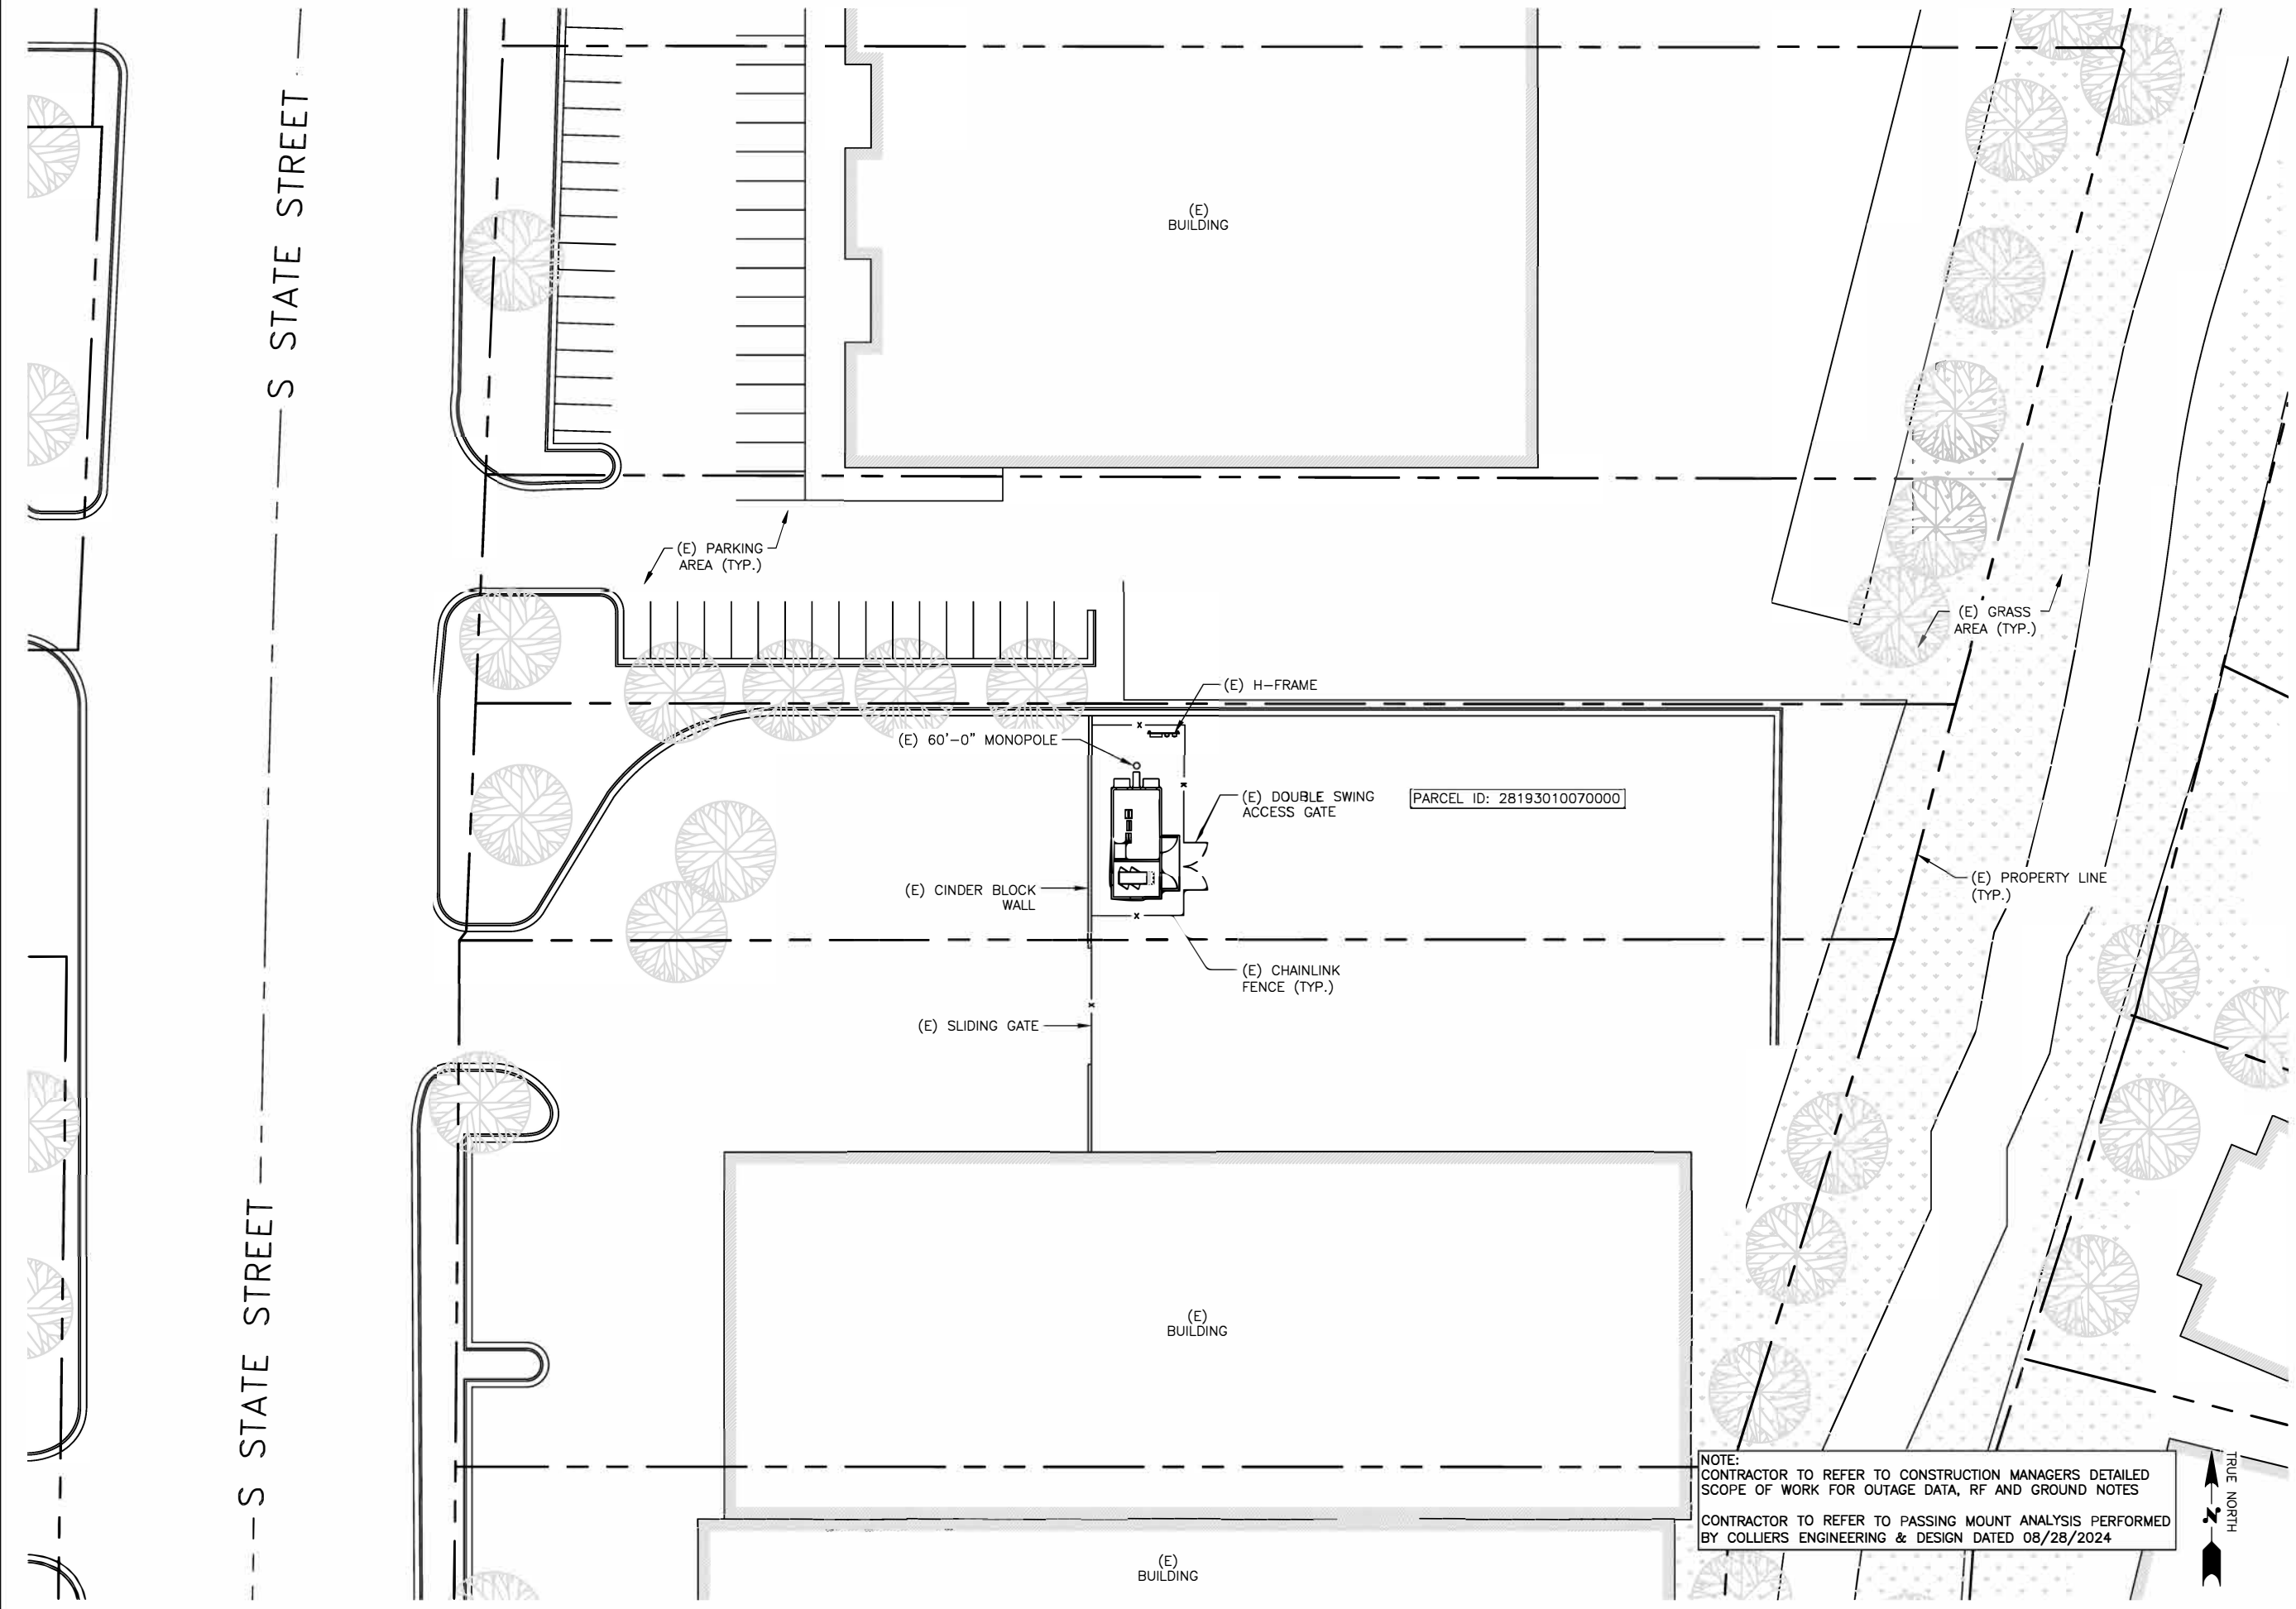 S STATE STREET
(E)
BUILDING
(E) PARKING
AREA (TYP.)
(E) GRASS
AREA (TYP.)
(E) H-FRAME
(E) 60'-0" MONOPOLE
(E) DOUBLE SWING
ACCESS GATE
PARCEL ID: 28193010070000
(E) CINDER BLOCK
WALL
(E) PROPERTY LINE
(TYP.)
(E) CHAINLINK
FENCE (TYP.)
(E) SLIDING GATE
S STATE STREET
(E)
BUILDING
NOTE:
CONTRACTOR TO REFER TO CONSTRUCTION MANAGERS DETAILED
SCOPE OF WORK FOR OUTAGE DATA, RF AND GROUND NOTES
CONTRACTOR TO REFER TO PASSING MOUNT ANALYSIS PERFORMED
BY COLLIERS ENGINEERING & DESIGN DATED 08/28/2024
TRUE NORTH
N
(E)
BUILDING